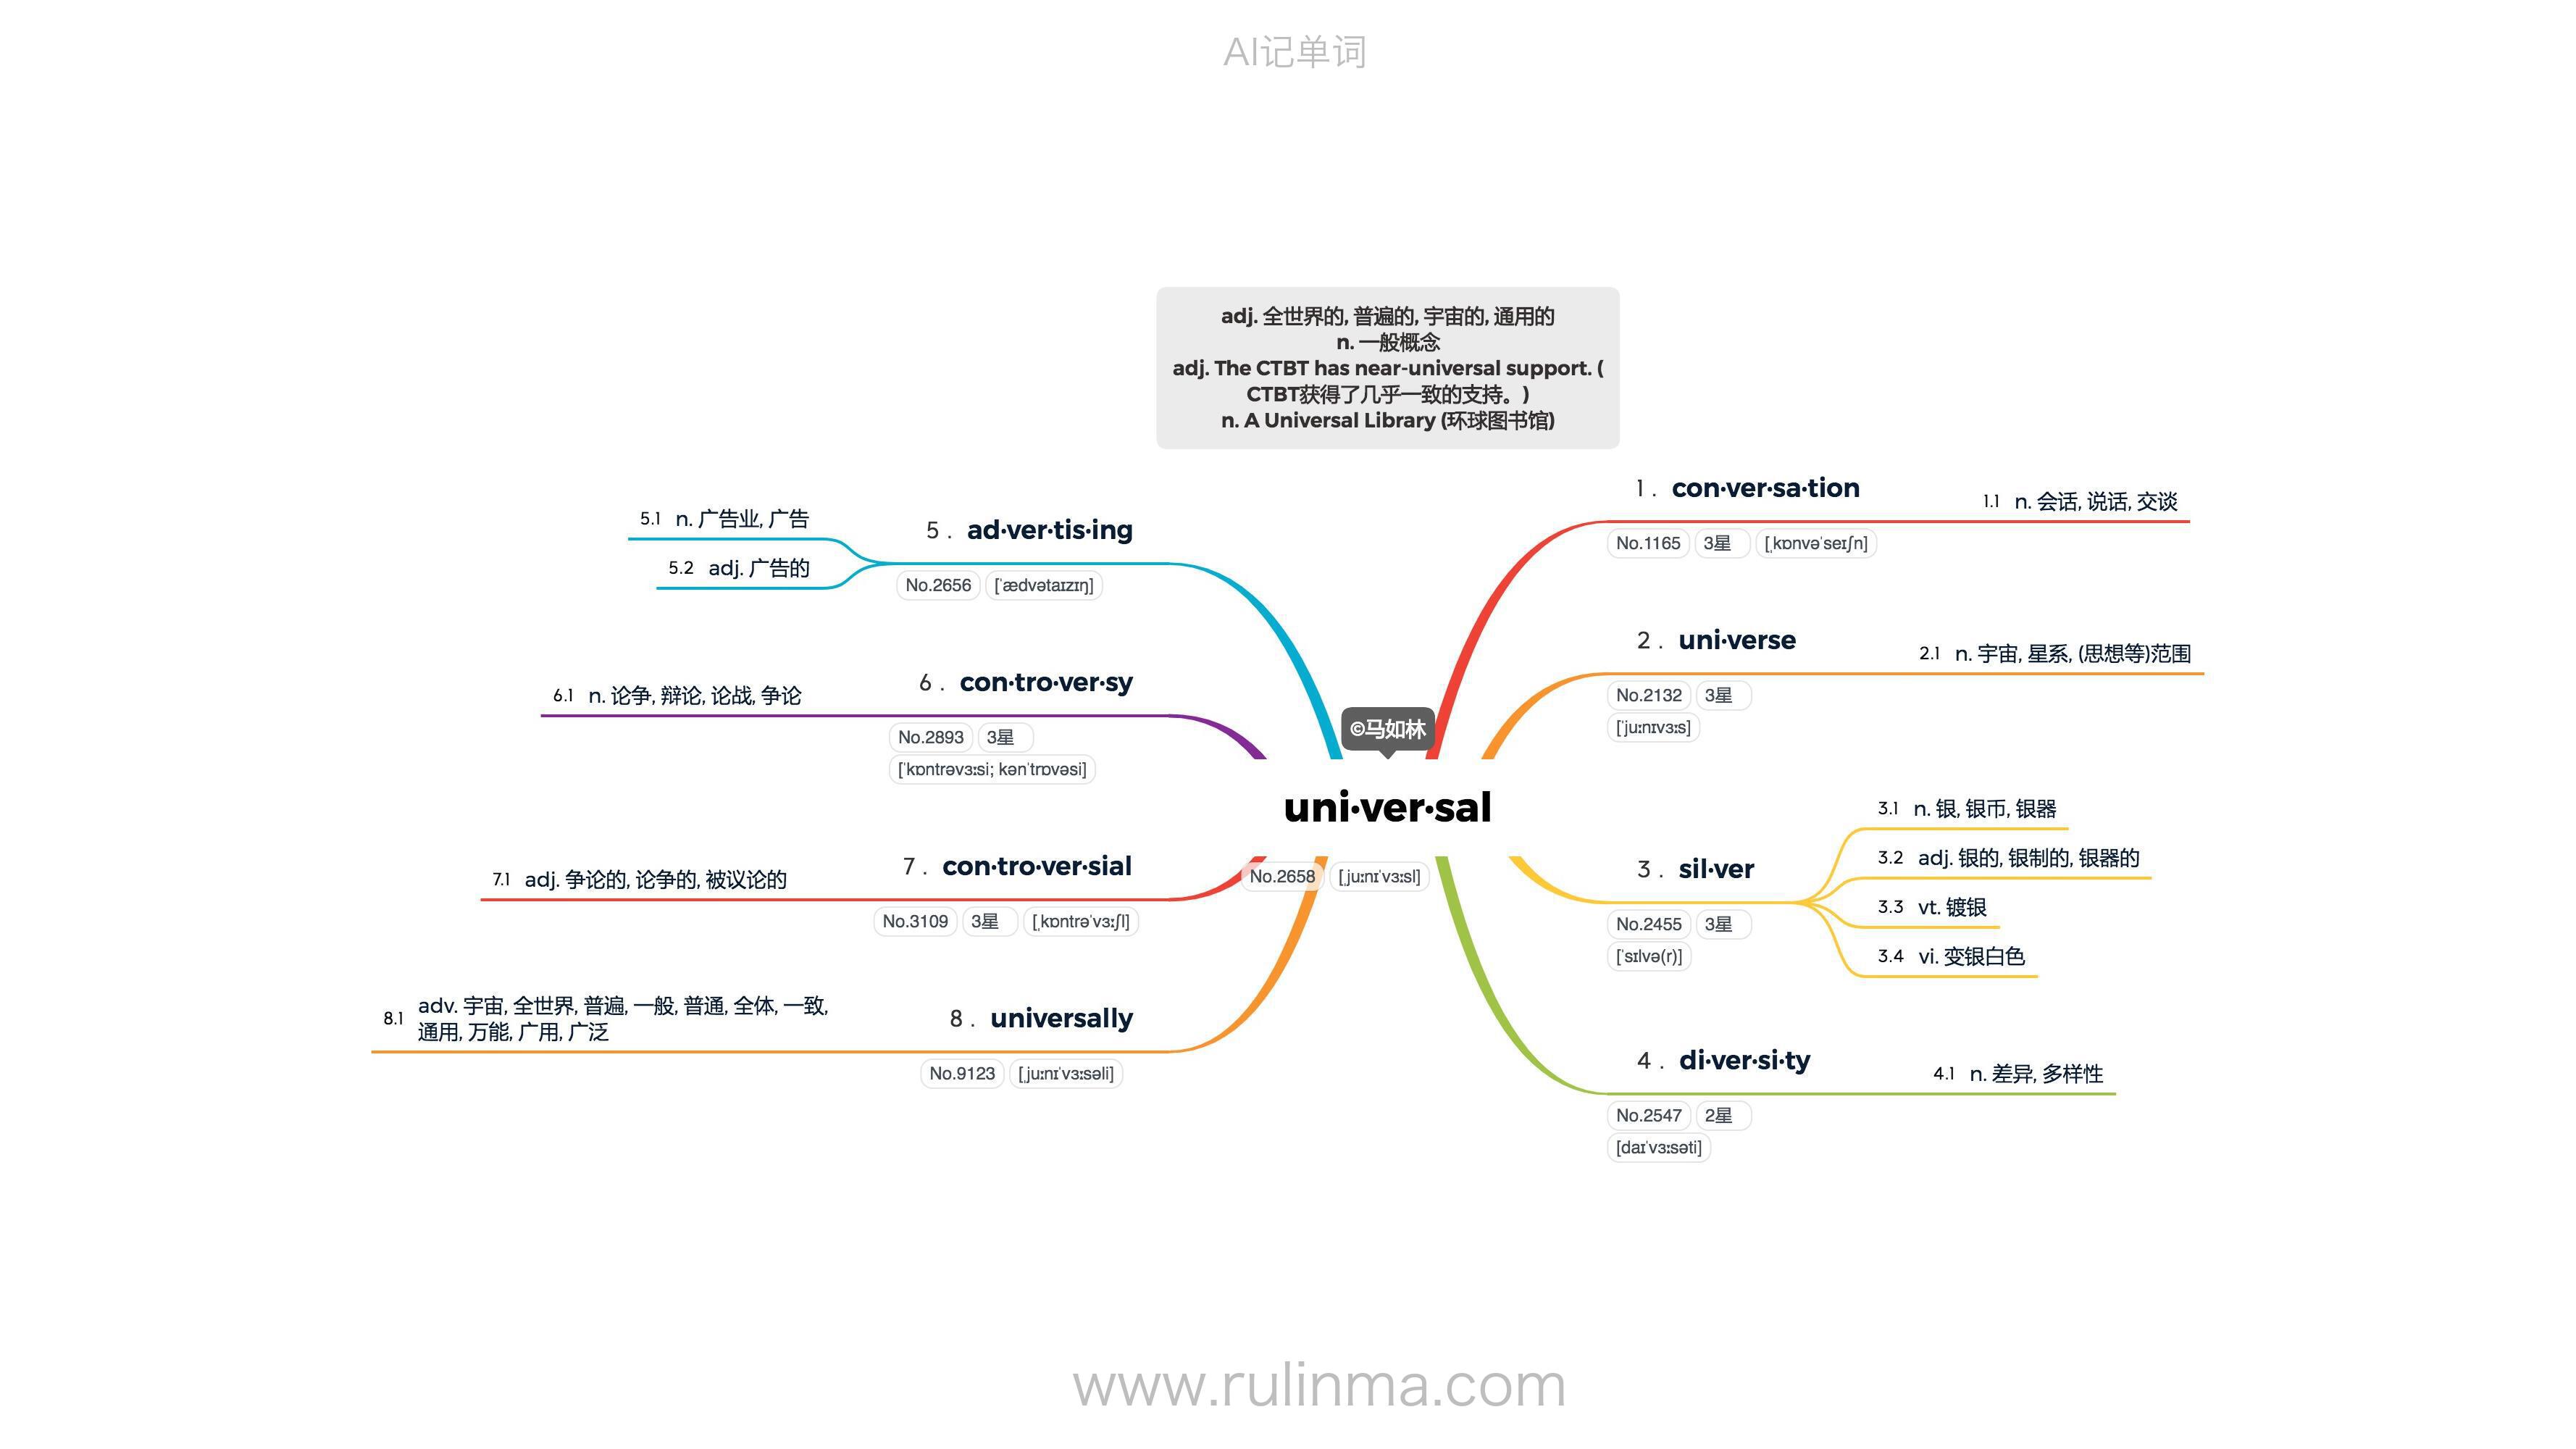 AI记单词
adj. 全世界的, 普遍的, 宇宙的, 通用的
n. 一般概念
adj. The CTBT has near-universal support. (
CTBT获得了几乎一致的支持。)
n. A Universal Library (环球图书馆)
©马如林
uni·ver·sal
No.2658 [ˌjuːnɪˈvɜːsl]
1 . con·ver·sa·tion
No.1165 3星 [ˌkɒnvəˈseɪʃn]
1.1 n. 会话, 说话, 交谈
2 . uni·verse
No.2132 3星
[ˈjuːnɪvɜːs]
2.1 n. 宇宙, 星系, (思想等)范围
3 . sil·ver
No.2455 3星
[ˈsɪlvə(r)]
3.1 n. 银, 银币, 银器
3.2 adj. 银的, 银制的, 银器的
3.3 vt. 镀银
3.4 vi. 变银白色
4 . di·ver·si·ty
No.2547 2星
[daɪˈvɜːsəti]
4.1 n. 差异, 多样性
5 . ad·ver·tis·ing
No.2656 [ˈædvətaɪzɪŋ]
5.1 n. 广告业, 广告
5.2 adj. 广告的
6 . con·tro·ver·sy
No.2893 3星
[ˈkɒntrəvɜːsi; kənˈtrɒvəsi]
6.1 n. 论争, 辩论, 论战, 争论
7 . con·tro·ver·sial
No.3109 3星 [ˌkɒntrəˈvɜːʃl]
7.1 adj. 争论的, 论争的, 被议论的
8 . universally
No.9123 [ˌjuːnɪˈvɜːsəli]
8.1 adv. 宇宙, 全世界, 普遍, 一般, 普通, 全体, 一致,
通用, 万能, 广用, 广泛
www.rulinma.com